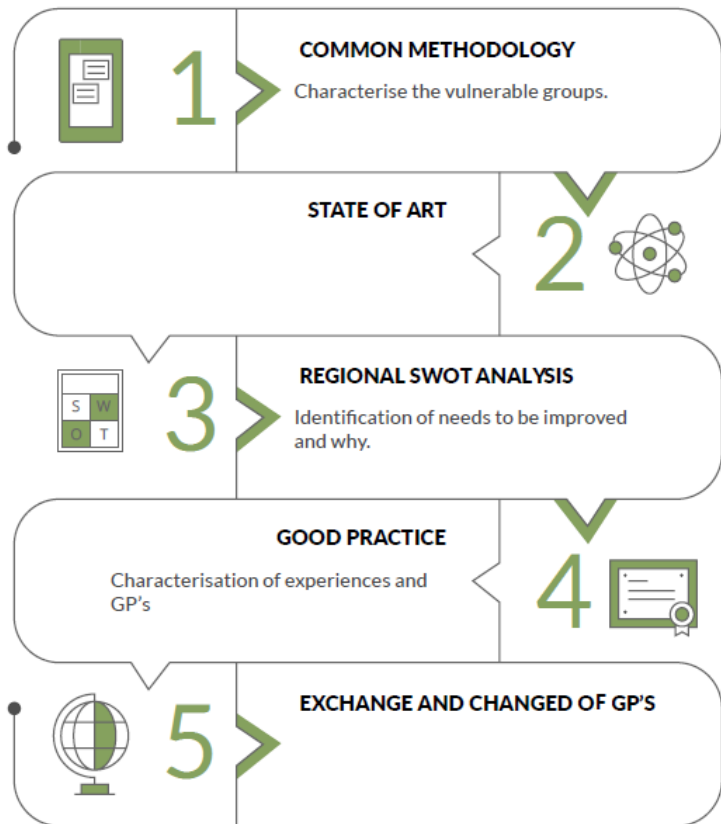 1
COMMON METHODOLOGY
Characterise the vulnerable groups.
STATE OF ART
2
REGIONAL SWOT ANALYSIS
S W
O T
3
Identification of needs to be improved
and why.
GOOD PRACTICE
Characterisation of experiences and
GP's
4
5
EXCHANGE AND CHANGED OF GP'S